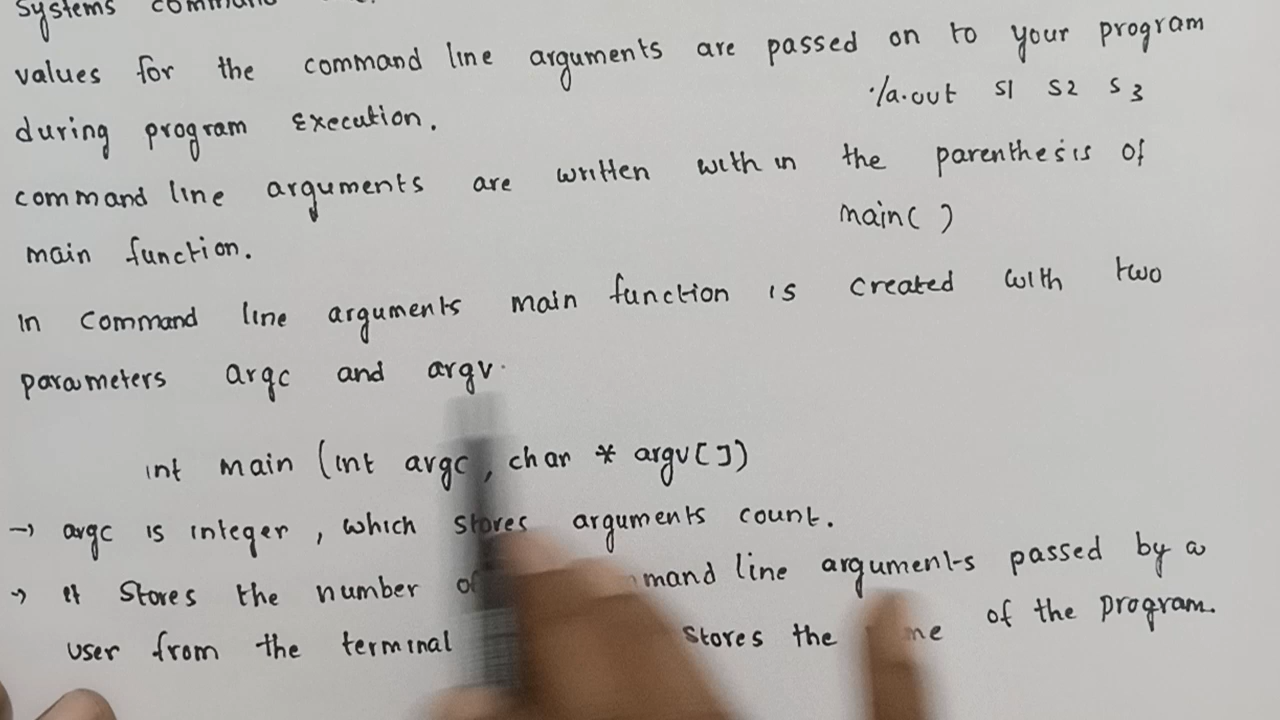 systems command
values for the command line arguments are passed on to your program
./a.out S1 S2 S3
during program Execution.
command line arguments are written with in the parenthesis of
main( )
main function.
In command line arguments main function is created with two
parameters argc and argv.
int main (int argc, char * argv[])
→ argc is integer, which stores arguments count.
→ It stores the number of line arguments passed by a
user from the terminal stores the of the program.